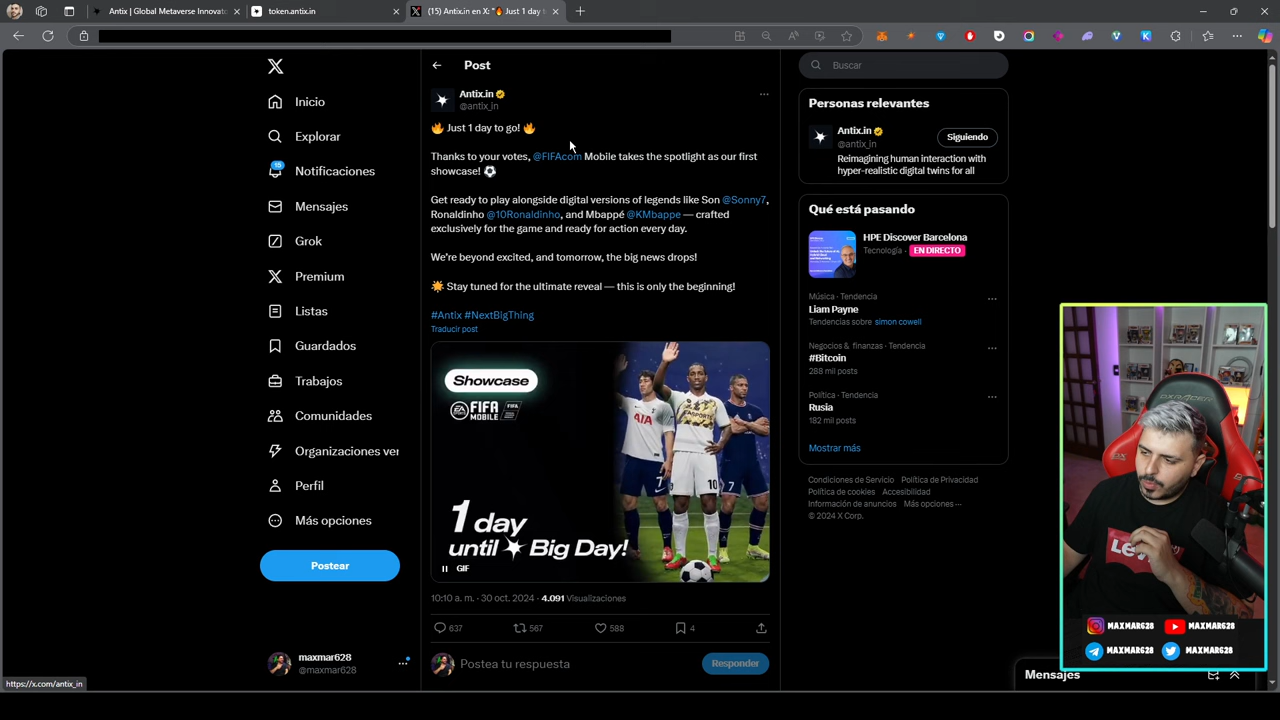 Antix | Global Metaverse Innovato
token.antix.in
(15) Antix.in en X: "🔥 Just 1 day t
Post
Buscar
Inicio
Explorar
15
Notificaciones
Mensajes
Grok
Premium
Listas
Guardados
Trabajos
Comunidades
Organizaciones ver
Perfil
Más opciones
Postear
maxmar628
@maxmar628
https://x.com/antix_in
Antix.in
@antix_in
🔥 Just 1 day to go! 🔥
Thanks to your votes, @FIFAcom Mobile takes the spotlight as our first
showcase! ⚽
Get ready to play alongside digital versions of legends like Son @Sonny7,
Ronaldinho @10Ronaldinho, and Mbappé @KMbappe — crafted
exclusively for the game and ready for action every day.
We're beyond excited, and tomorrow, the big news drops!
🌟 Stay tuned for the ultimate reveal — this is only the beginning!
#Antix #NextBigThing
Traducir post
Showcase
EA FIFA MOBILE FIFA
AIA
10
7
7
1 day
until Big Day!
GIF
10:10 a. m. · 30 oct. 2024 · 4.091 Visualizaciones
637
567
588
4
Postea tu respuesta
Responder
Personas relevantes
Antix.in
@antix_in
Siguiendo
Reimagining human interaction with
hyper-realistic digital twins for all
Qué está pasando
HPE Discover Barcelona
Tecnología · EN DIRECTO
Música · Tendencia
Liam Payne
Tendencias sobre simon cowell
Negocios & finanzas · Tendencia
#Bitcoin
288 mil posts
Política · Tendencia
Rusia
182 mil posts
Mostrar más
Condiciones de Servicio Política de Privacidad
Política de cookies Accesibilidad
Información de anuncios Más opciones ···
© 2024 X Corp.
DXRACER
MAXMAR628
MAXMAR628
MAXMAR628
MAXMAR628
Mensajes